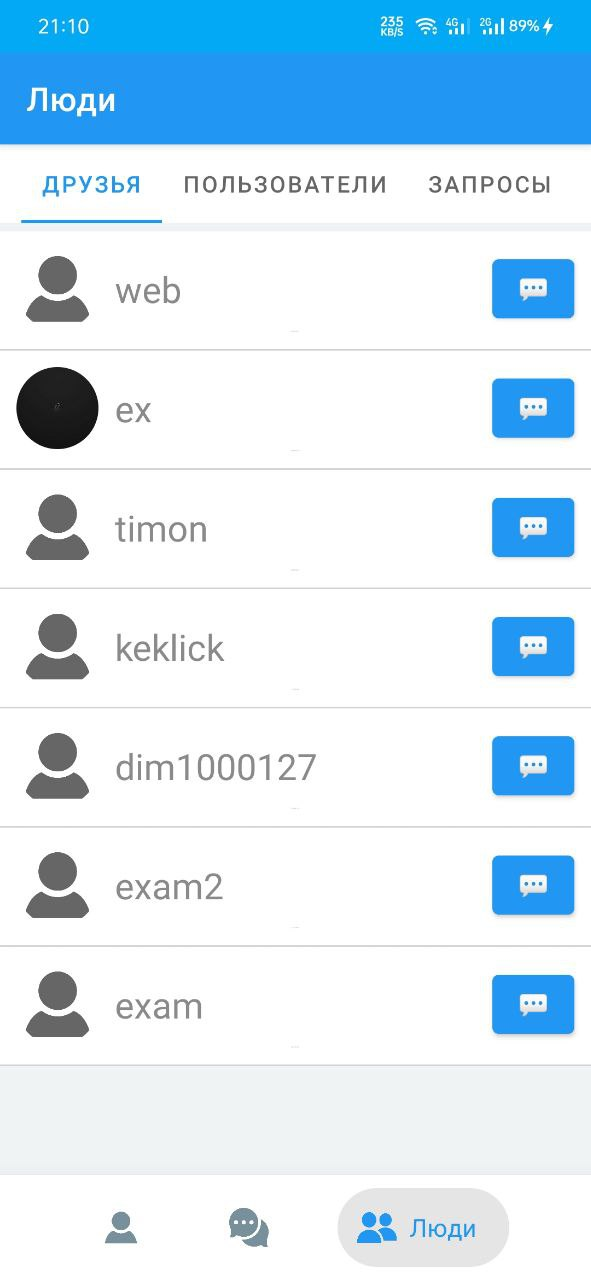 21:10 235 KB/S 4G 2G 89%
Люди
ДРУЗЬЯ ПОЛЬЗОВАТЕЛИ ЗАПРОСЫ
web
ex
timon
keklick
dim1000127
exam2
exam
Люди